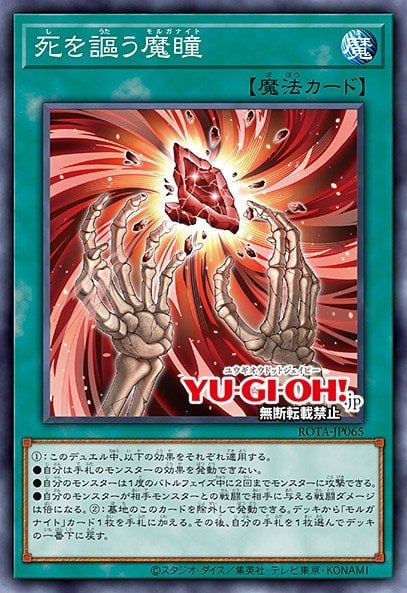 死を謳う魔瞳
し うた モルガナイト
魔
【魔法カード】
まほう
ユウギオウドットジェイピー
YU-GI-OH!.jp
無断転載禁止
ROTA-JP065
①：このデュエル中、以下の効果をそれぞれ適用する。
●自分は手札のモンスターの効果を発動できない。
●自分のモンスターは1度のバトルフェイズ中に2回までモンスターに攻撃できる。
●自分のモンスターが相手モンスターとの戦闘で相手に与える戦闘ダメージ
は倍になる。②：墓地のこのカードを除外して発動できる。デッキから「モルガ
ナイト」カード1枚を手札に加える。その後、自分の手札を1枚選んでデッキ
の一番下に戻す。
©スタジオ・ダイス／集英社・テレビ東京・KONAMI